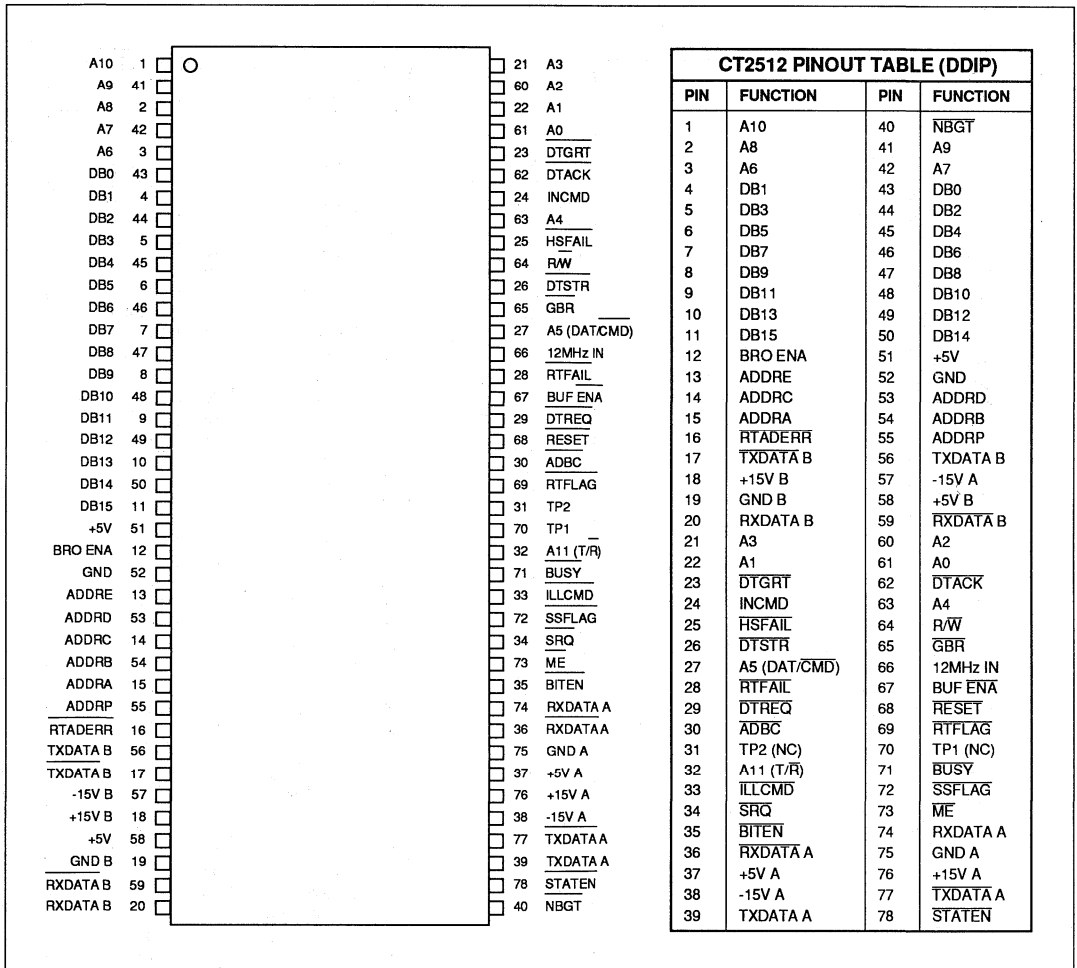 A10 1
A9 41
A8 2
A7 42
A6 3
DB0 43
DB1 4
DB2 44
DB3 5
DB4 45
DB5 6
DB6 46
DB7 7
DB8 47
DB9 8
DB10 48
DB11 9
DB12 49
DB13 10
DB14 50
DB15 11
+5V 51
BRO ENA 12
GND 52
ADDRE 13
ADDRD 53
ADDRC 14
ADDRB 54
ADDRA 15
ADDRP 55
RTADERR 16
TXDATA B 56
TXDATA B 17
-15V B 57
+15V B 18
+5V 58
GND B 19
RXDATA B 59
RXDATA B 20
21 A3
60 A2
22 A1
61 A0
23 DTGRT
62 DTACK
24 INCMD
63 A4
25 HSFAIL
64 R/W
26 DTSTR
65 GBR
27 A5 (DAT/CMD)
66 12MHz IN
28 RTFAIL
67 BUF ENA
29 DTREQ
68 RESET
30 ADBC
69 RTFLAG
31 TP2
70 TP1
32 A11 (T/R)
71 BUSY
33 ILLCMD
72 SSFLAG
34 SRQ
73 ME
35 BITEN
74 RXDATA A
36 RXDATA A
75 GND A
37 +5V A
76 +15V A
38 -15V A
77 TXDATA A
39 TXDATA A
78 STATEN
40 NBGT
CT2512 PINOUT TABLE (DDIP)
PIN FUNCTION PIN FUNCTION
1 A10 40 NBGT
2 A8 41 A9
3 A6 42 A7
4 DB1 43 DB0
5 DB3 44 DB2
6 DB5 45 DB4
7 DB7 46 DB6
8 DB9 47 DB8
9 DB11 48 DB10
10 DB13 49 DB12
11 DB15 50 DB14
12 BRO ENA 51 +5V
13 ADDRE 52 GND
14 ADDRC 53 ADDRD
15 ADDRA 54 ADDRB
16 RTADERR 55 ADDRP
17 TXDATA B 56 TXDATA B
18 +15V B 57 -15V A
19 GND B 58 +5V B
20 RXDATA B 59 RXDATA B
21 A3 60 A2
22 A1 61 A0
23 DTGRT 62 DTACK
24 INCMD 63 A4
25 HSFAIL 64 R/W
26 DTSTR 65 GBR
27 A5 (DAT/CMD) 66 12MHz IN
28 RTFAIL 67 BUF ENA
29 DTREQ 68 RESET
30 ADBC 69 RTFLAG
31 TP2 (NC) 70 TP1 (NC)
32 A11 (T/R) 71 BUSY
33 ILLCMD 72 SSFLAG
34 SRQ 73 ME
35 BITEN 74 RXDATA A
36 RXDATA A 75 GND A
37 +5V A 76 +15V A
38 -15V A 77 TXDATA A
39 TXDATA A 78 STATEN